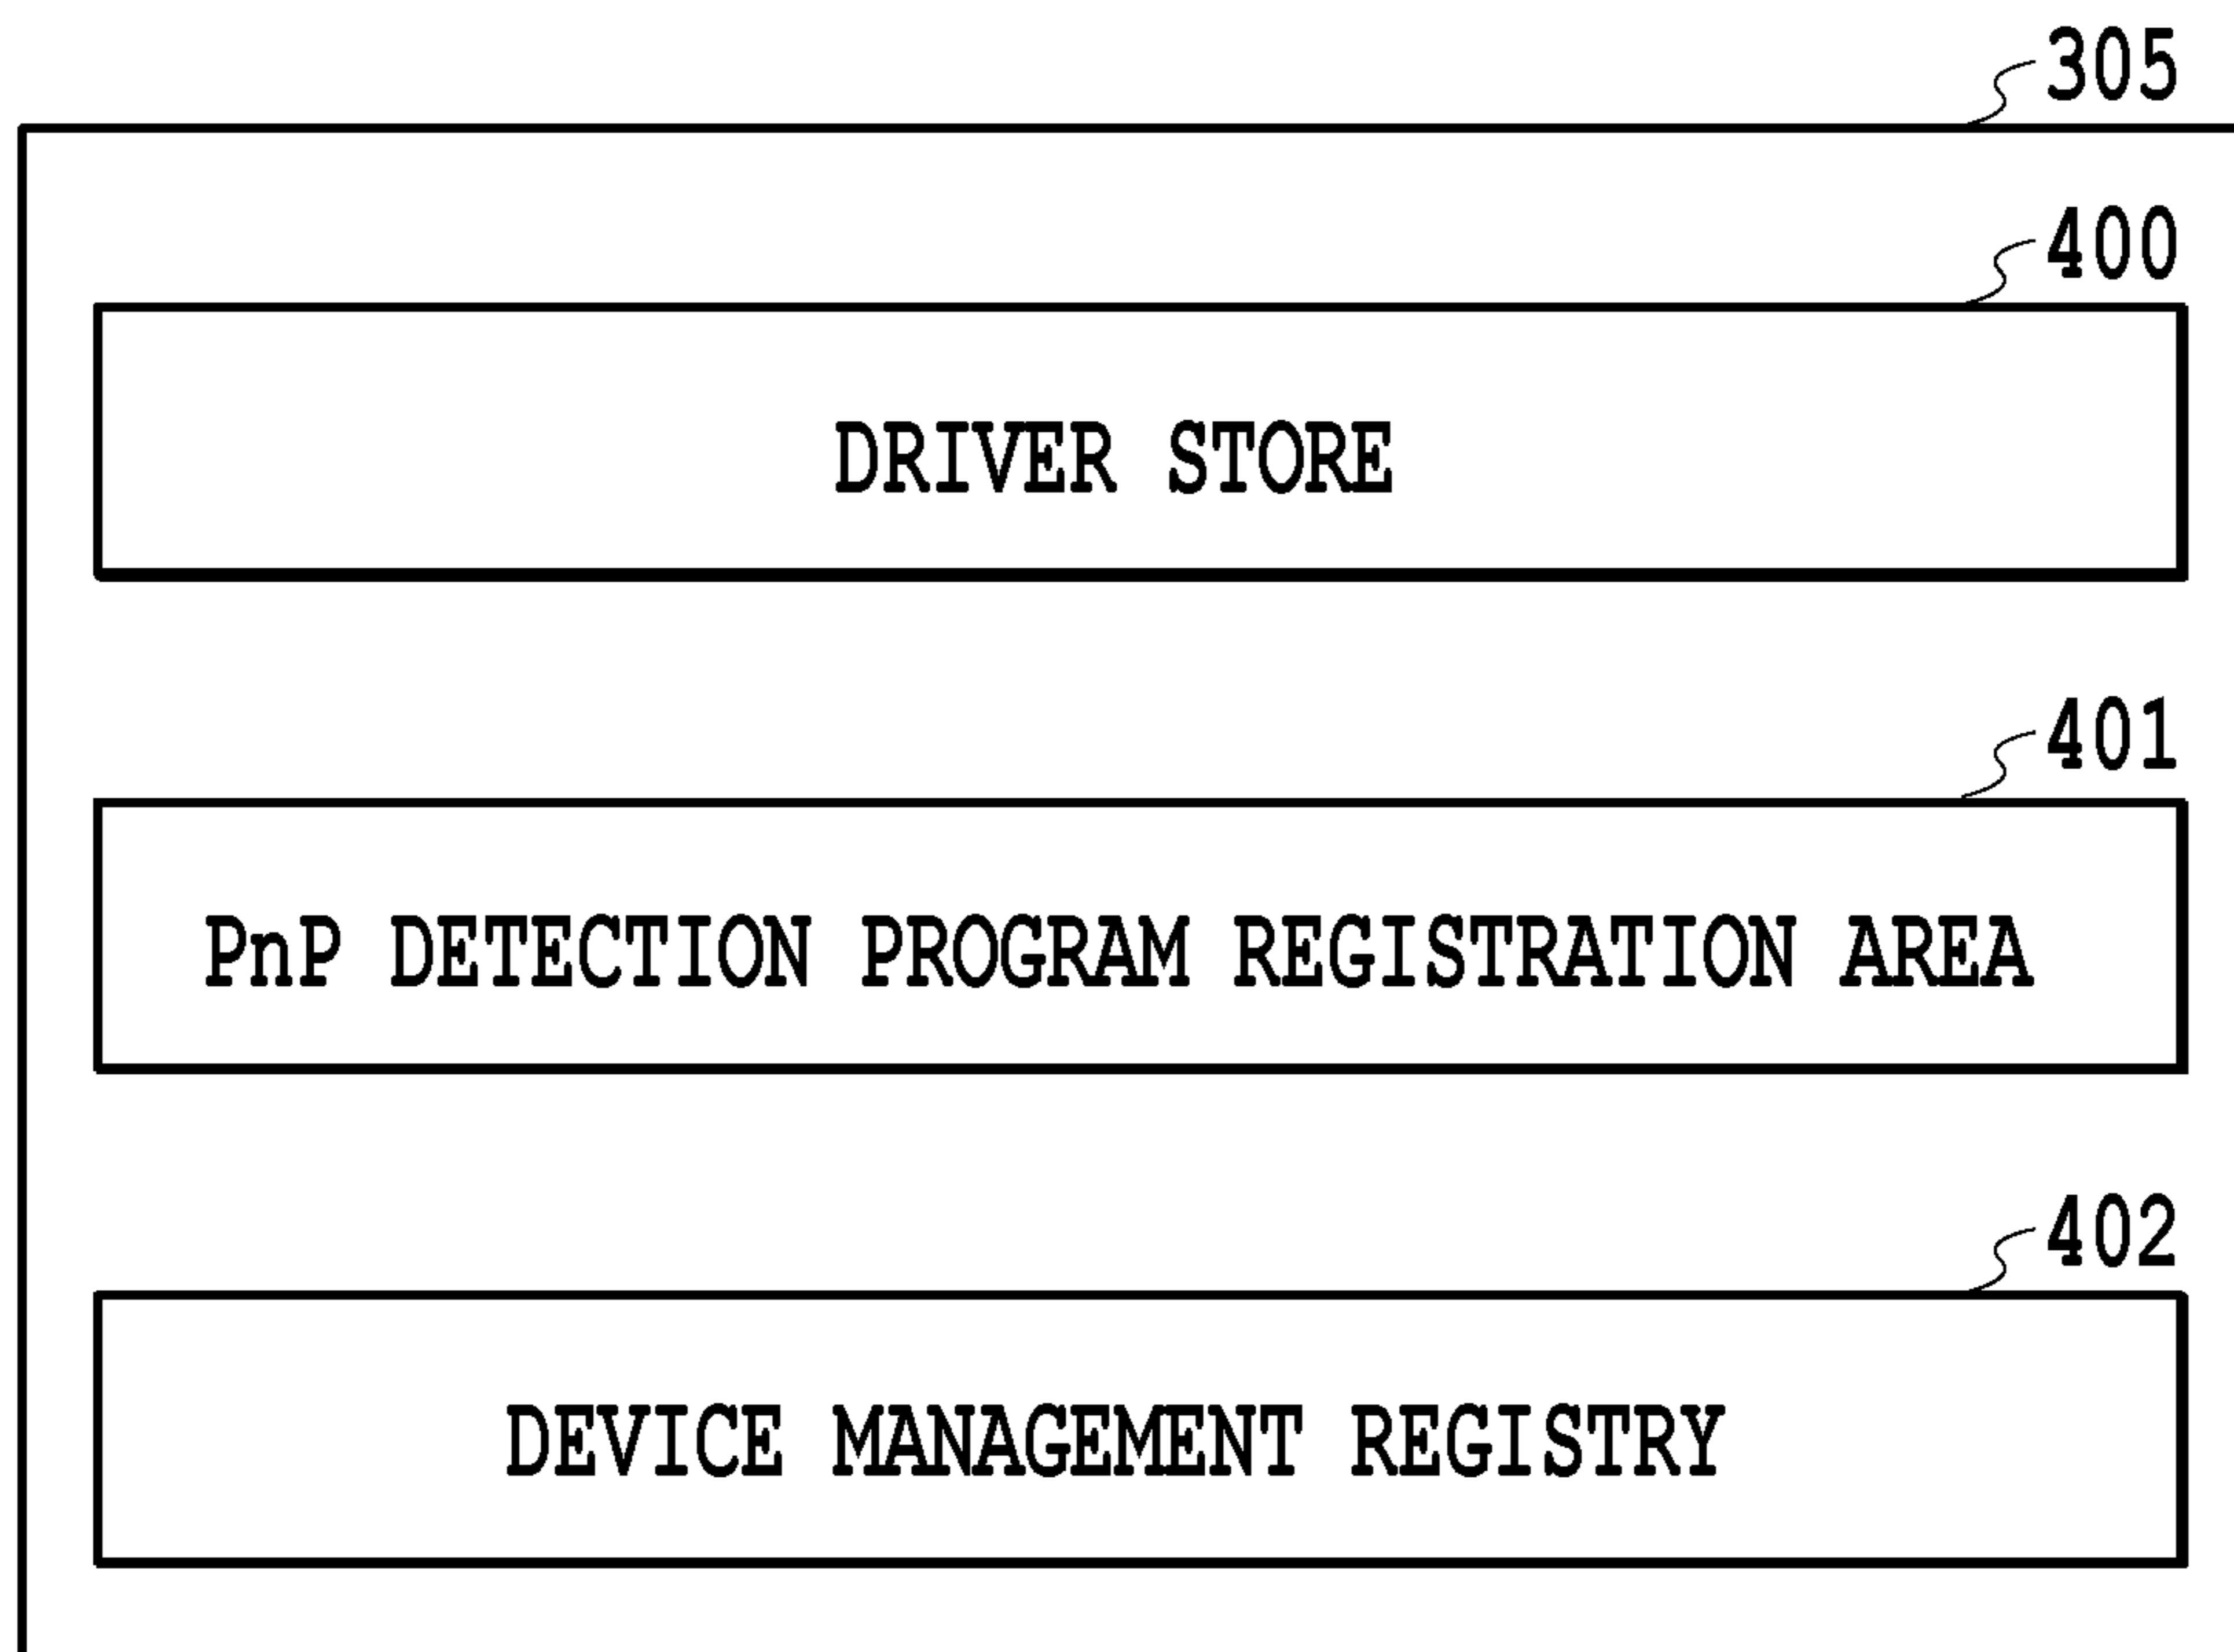 305
400
DRIVER STORE
401
PnP DETECTION PROGRAM REGISTRATION AREA
402
DEVICE MANAGEMENT REGISTRY